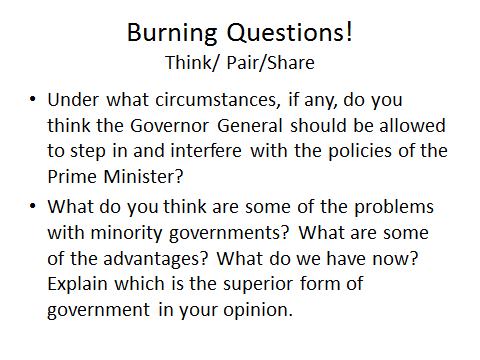 Burning Questions!
Think/ Pair/Share
• Under what circumstances, if any, do you
think the Governor General should be allowed
to step in and interfere with the policies of the
Prime Minister?
• What do you think are some of the problems
with minority governments? What are some
of the advantages? What do we have now?
Explain which is the superior form of
government in your opinion.